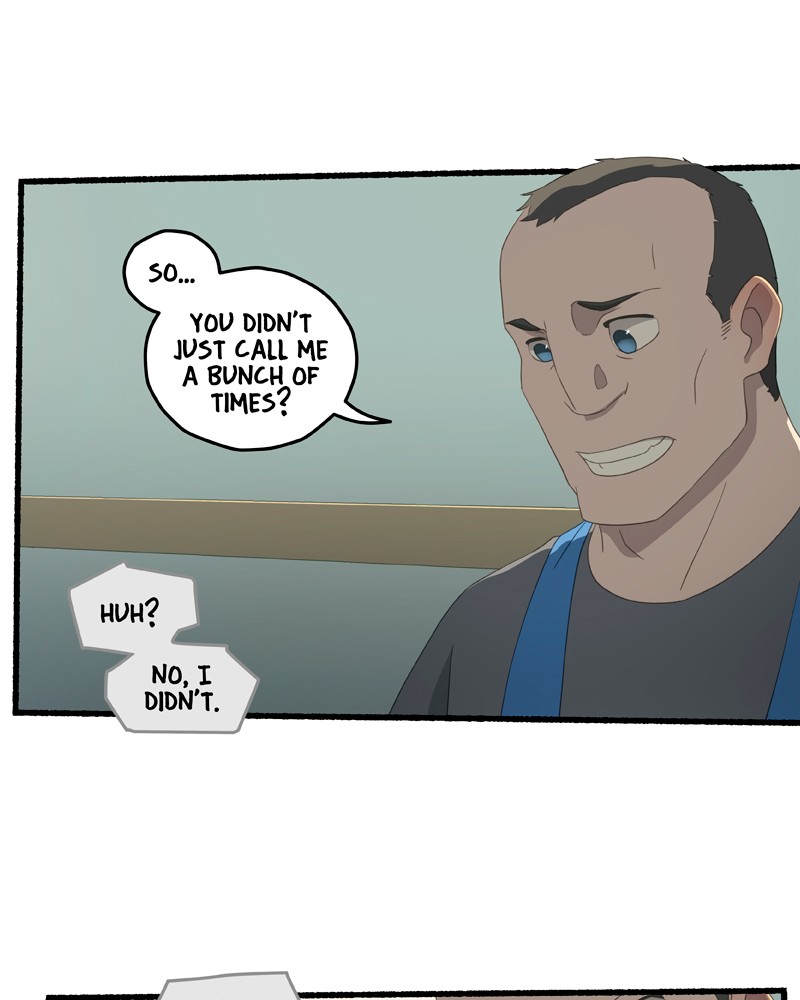 SO...
YOU DIDN'T
JUST CALL ME
A BUNCH OF
TIMES?
HUH?
NO, I
DIDN'T.